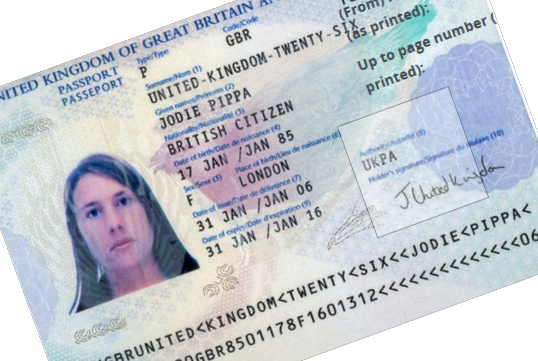 UNITED KINGDOM OF GREAT BRITAIN
PASSPORT
PASSEPORT
Type/Type
P
Code/Code
GBR
Surname/Nom (1)
UNITED-KINGDOM-TWENTY-SIX
Given names/Prénoms (2)
JODIE PIPPA
Nationality/Nationalité (3)
BRITISH CITIZEN
Date of birth/Date de naissance (4)
17 JAN /JAN 85
Sex/Sexe (5)
F
Place of birth/Lieu de naissance (6)
LONDON
Date of issue/Date de délivrance (7)
31 JAN /JAN 06
Date of expiry/Date d'expiration (9)
31 JAN /JAN 16
Authority/Autorité (8)
UKPA
Holder's signature/Signature du titulaire (10)
J United kingdom
(From)
(as printed):
Up to page number (
printed):
GBRUNITED<KINGDOM<TWENTY<SIX<<JODIE<PIPPA<
0GBR8501178F1601312<<<<<<<<<<<<<<06